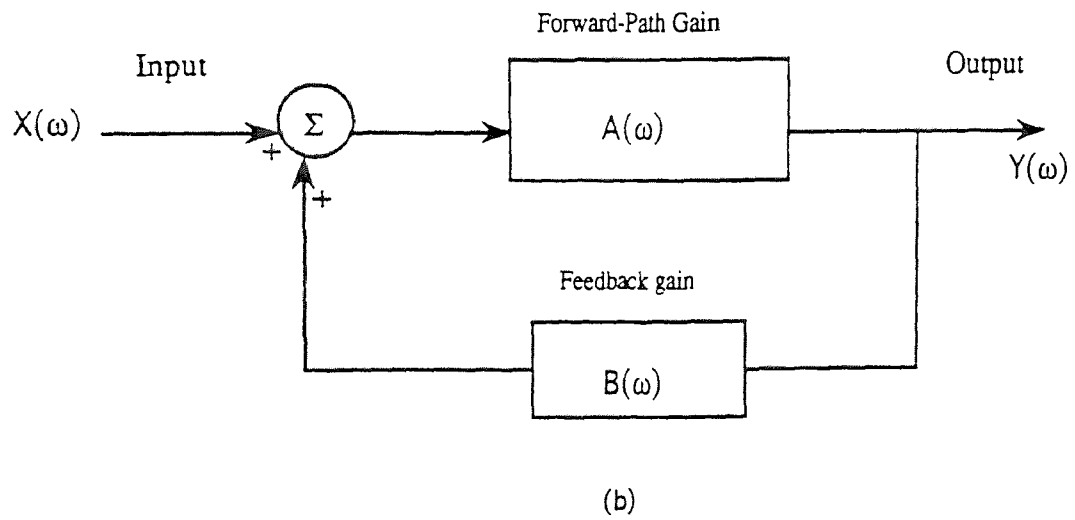 Forward-Path Gain
Input
Output
X(ω)
Σ
A(ω)
+
Y(ω)
+
Feedback gain
B(ω)
(b)